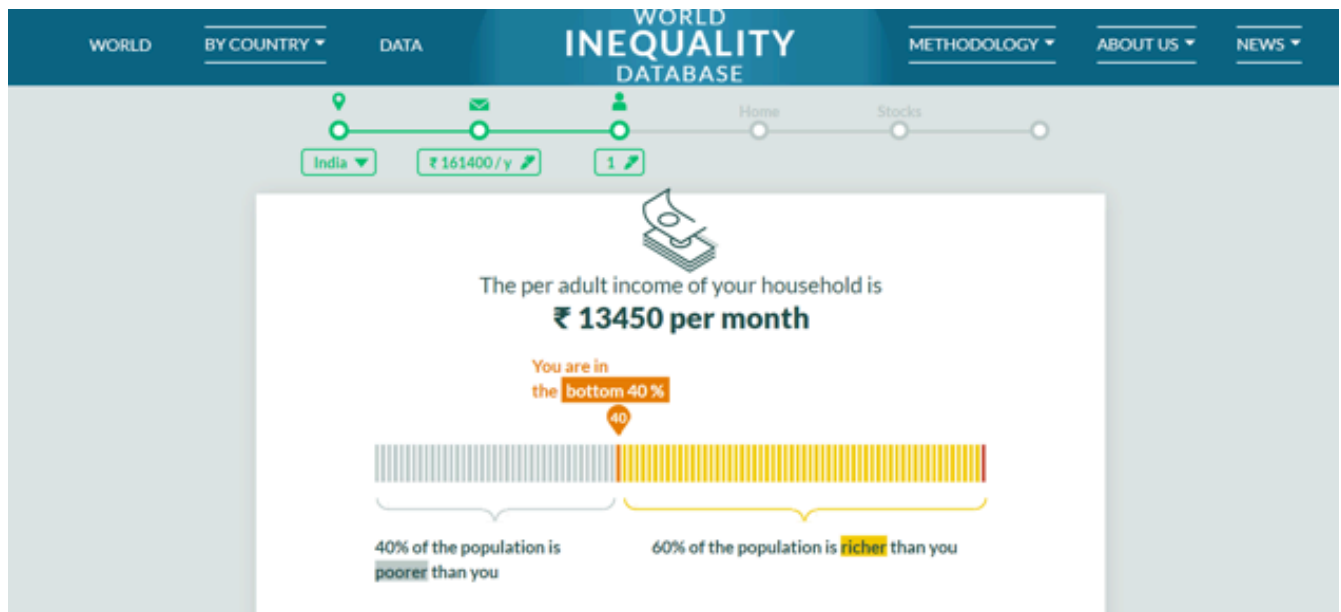 WORLD
BY COUNTRY
DATA
WORLD
INEQUALITY
DATABASE
METHODOLOGY
ABOUT US
NEWS
Home
Stocks
India
₹ 161400 / y
1
The per adult income of your household is
₹ 13450 per month
You are in
the bottom 40 %
40
40% of the population is
poorer than you
60% of the population is richer than you